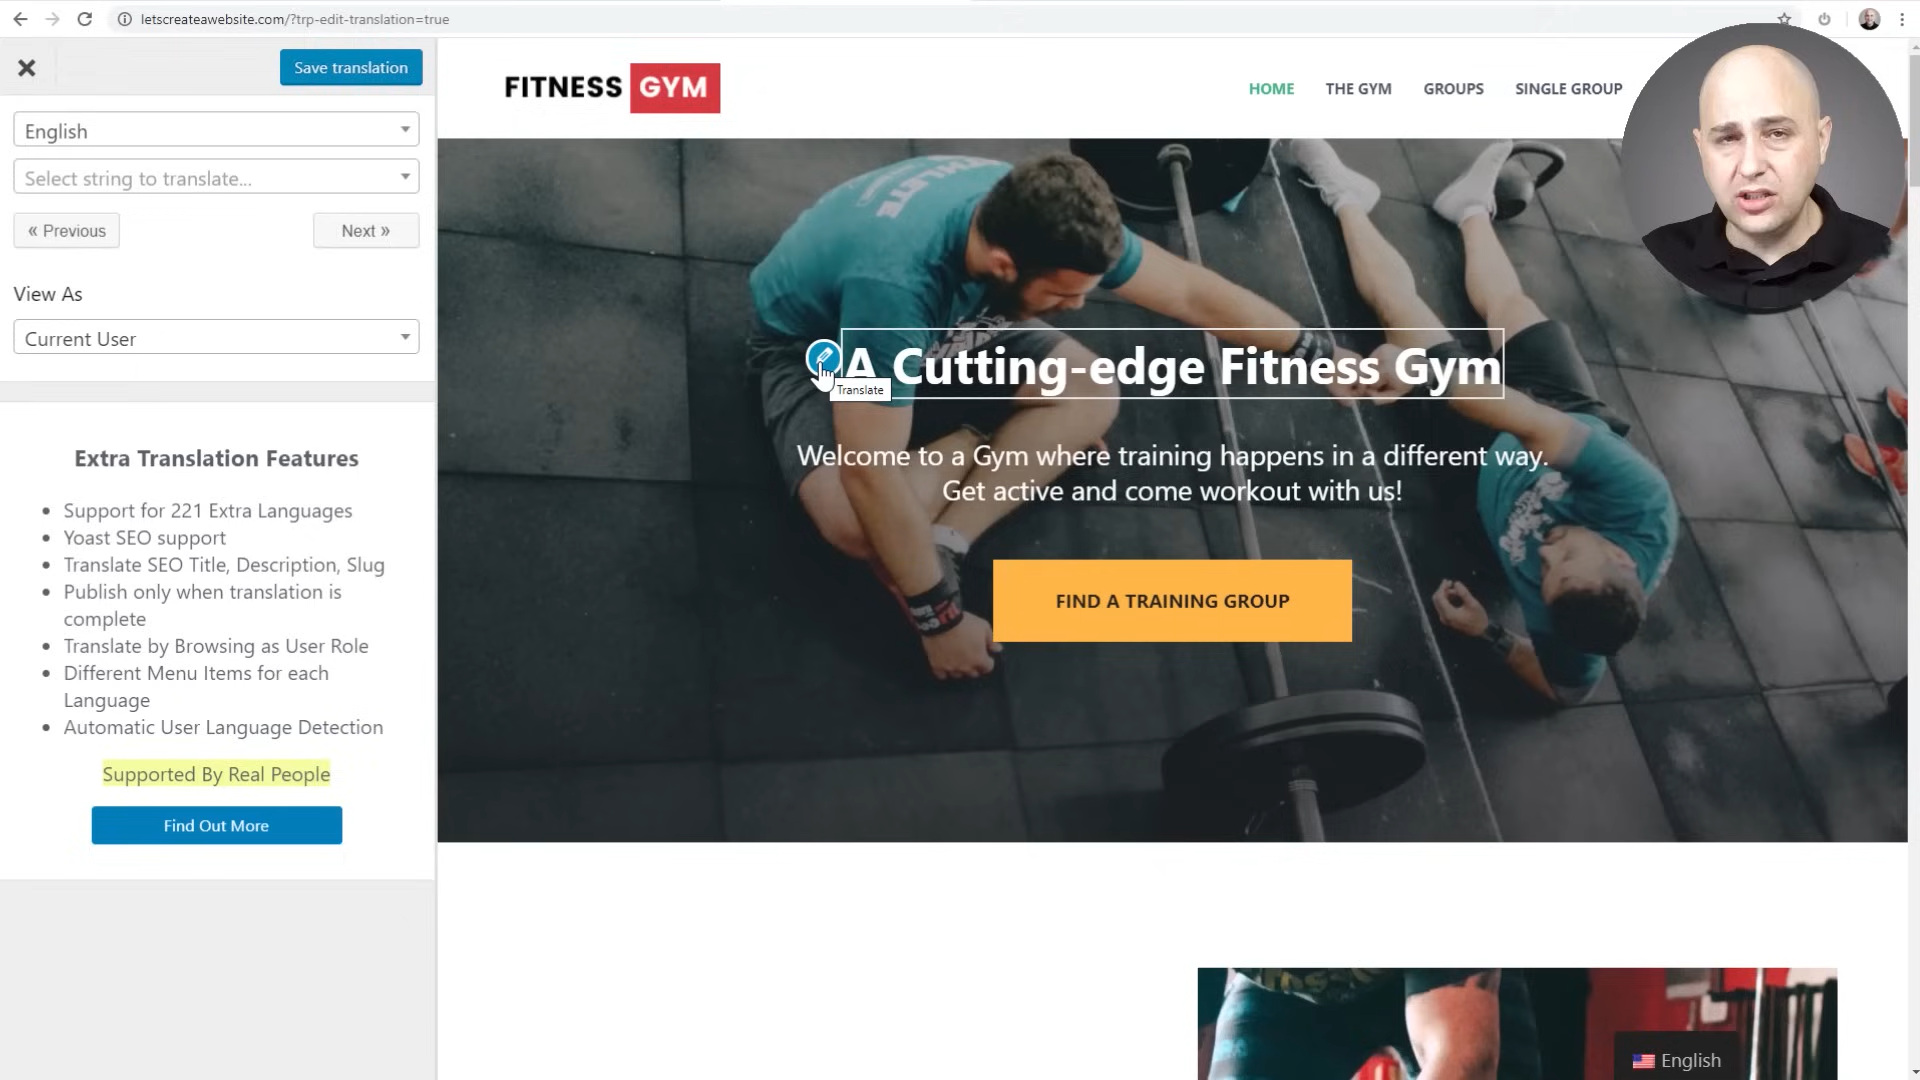 letscreateawebsite.com/?trp-edit-translation=true
Save translation
English
Select string to translate...
« Previous
Next »
View As
Current User
Extra Translation Features
Support for 221 Extra Languages
Yoast SEO support
Translate SEO Title, Description, Slug
Publish only when translation is
complete
Translate by Browsing as User Role
Different Menu Items for each
Language
Automatic User Language Detection
Supported By Real People
Find Out More
FITNESS GYM
HOME
THE GYM
GROUPS
SINGLE GROUP
A Cutting-edge Fitness Gym
Translate
Welcome to a Gym where training happens in a different way.
Get active and come workout with us!
FIND A TRAINING GROUP
English